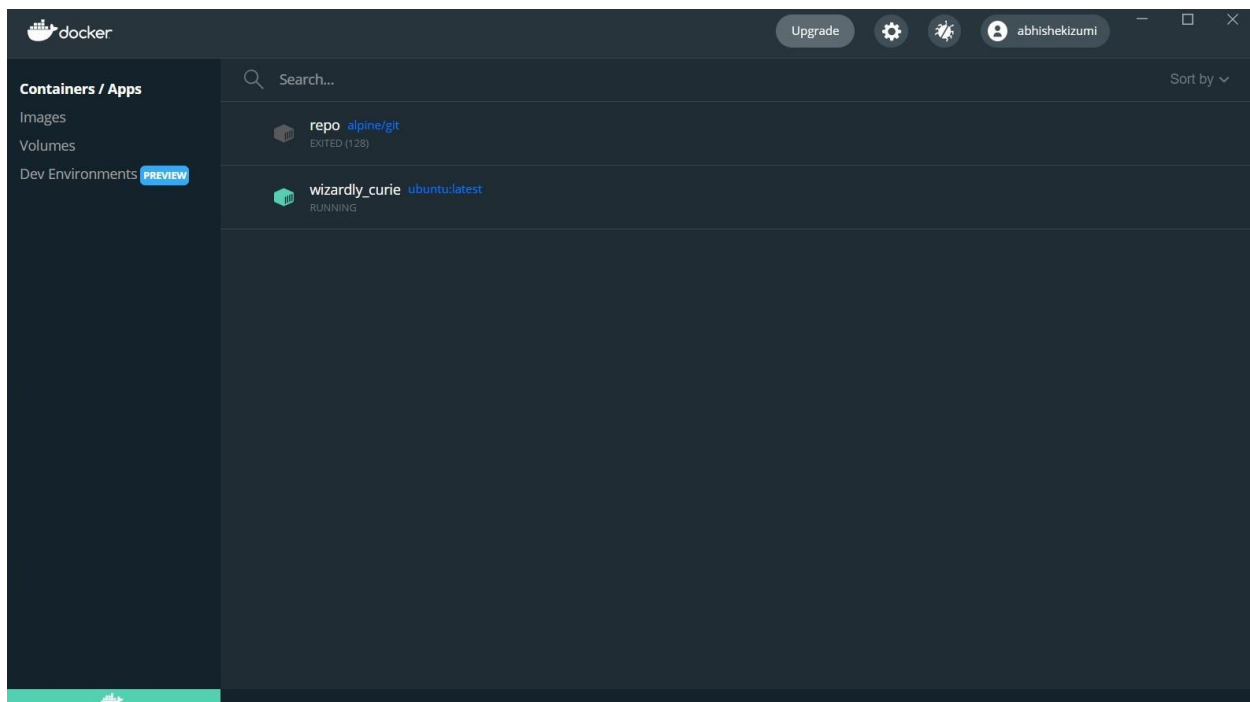 docker
Upgrade
abhishekizumi
Containers / Apps
Images
Volumes
Dev Environments PREVIEW
Search...
Sort by
repo alpine/git
EXITED (128)
wizardly_curie ubuntu:latest
RUNNING